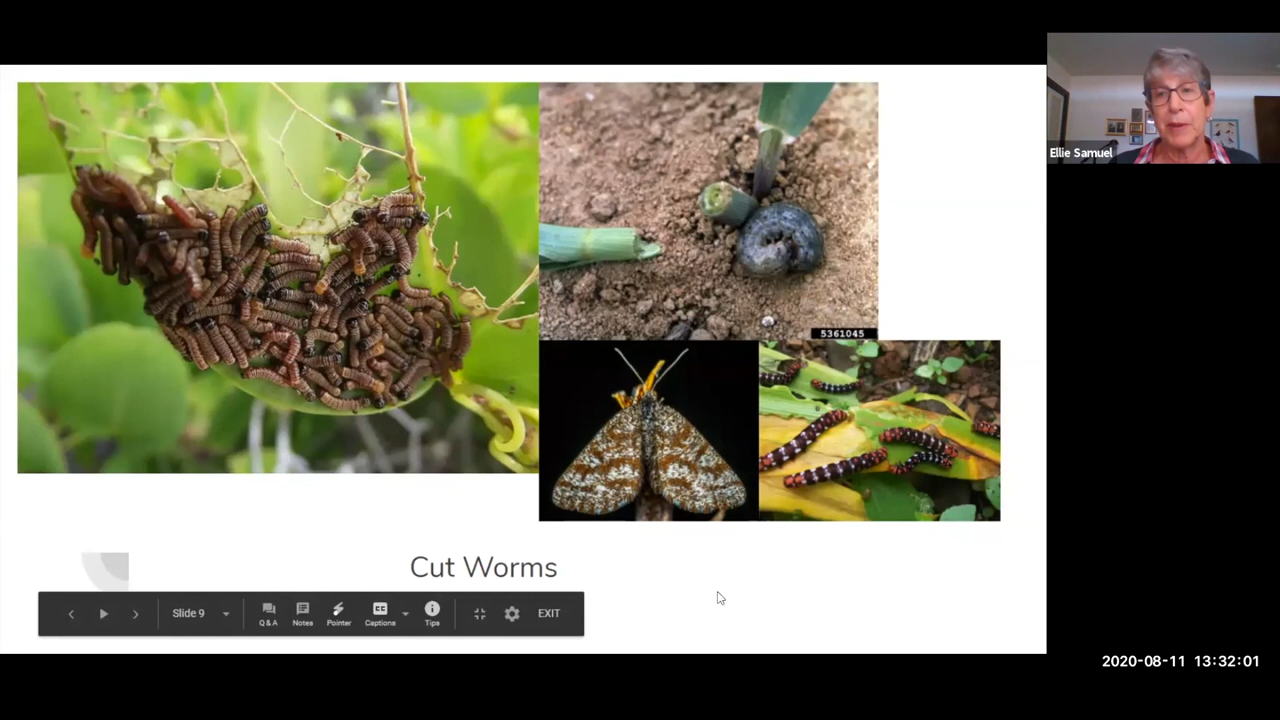 Ellie Samuel
5361045
Cut Worms
Slide 9
Q & A
Notes
Pointer
Captions
Tips
EXIT
2020-08-11 13:32:01